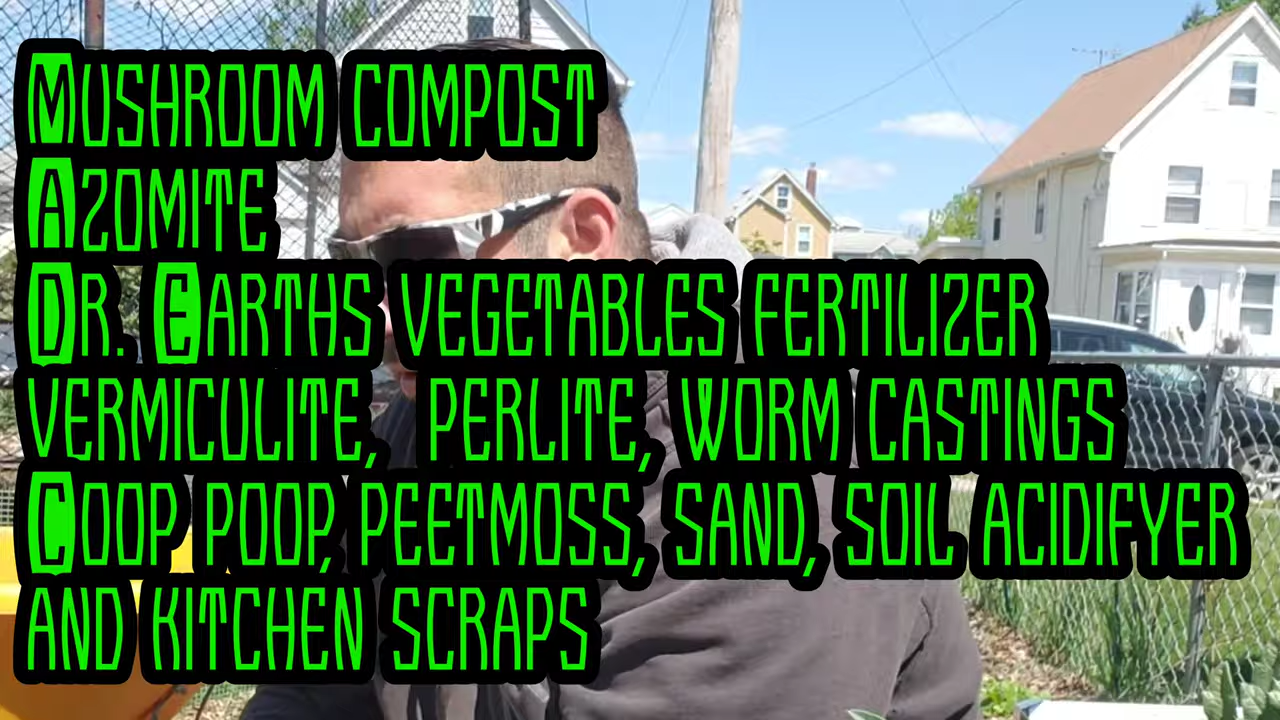 Mushroom compost
Azomite
Dr. Earths vegetables fertilizer
vermiculite, perlite, worm castings
Coop poop, peetmoss, sand, soil acidifyer
and kitchen scraps